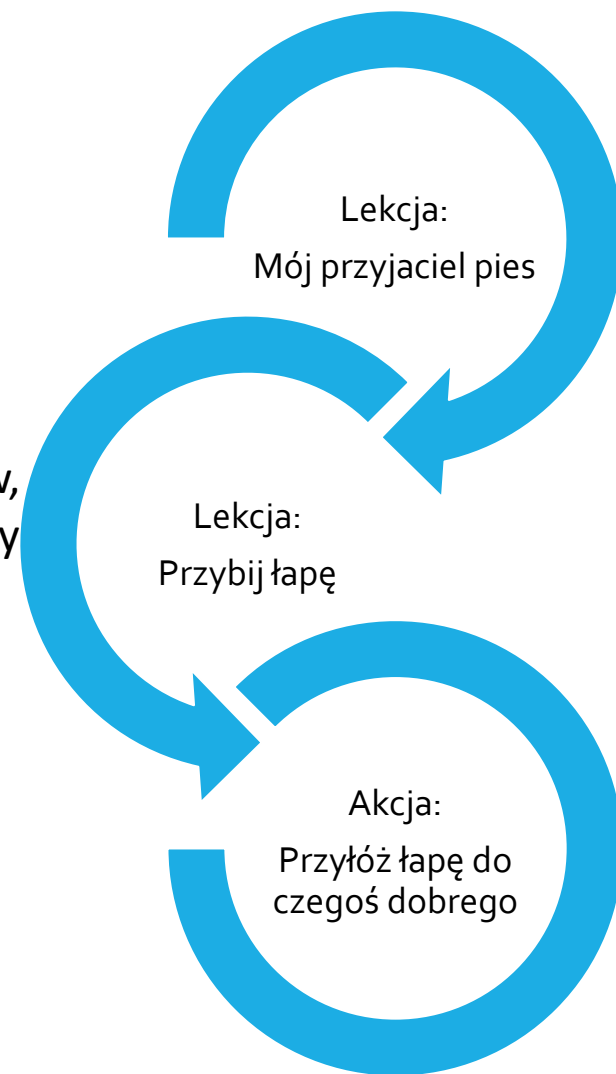 Lekcja:
Mój przyjaciel pies
Lekcja:
Przybij łapę
Akcja:
Przyłóż łapę do
czegoś dobrego